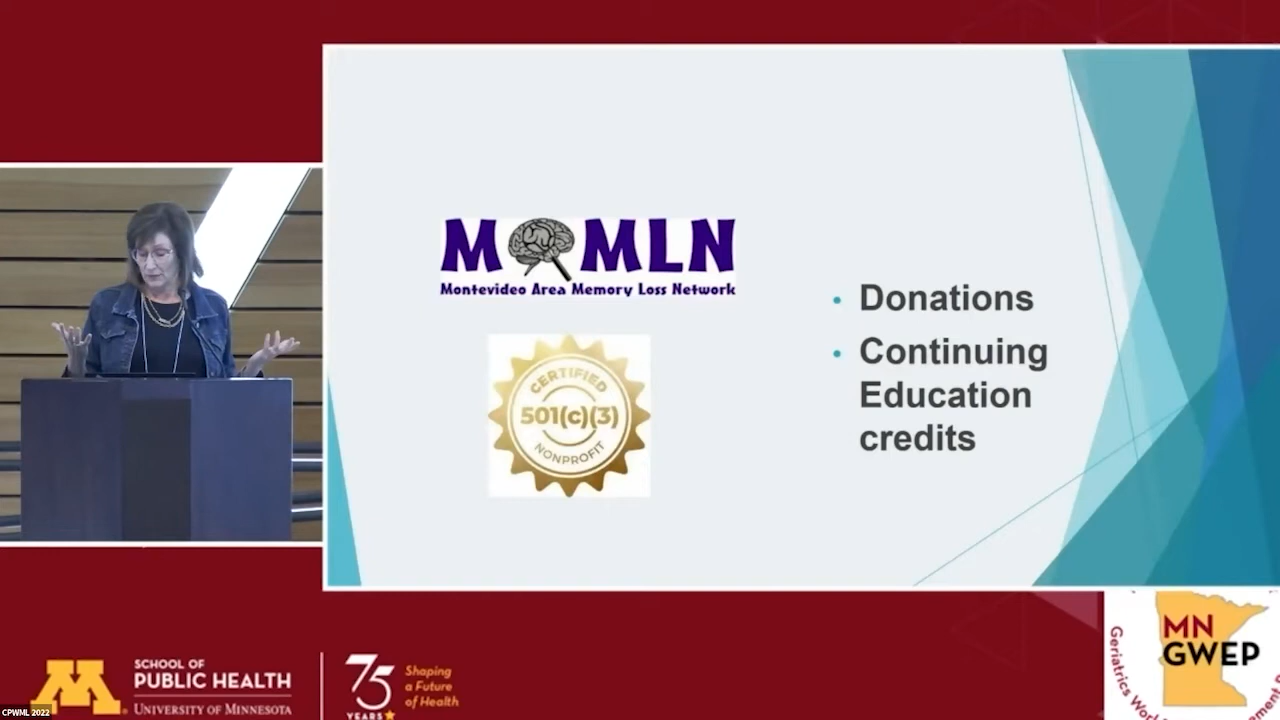 MAMLN
Montevideo Area Memory Loss Network
CERTIFIED
501(c)(3)
NONPROFIT
• Donations
• Continuing
Education
credits
M
SCHOOL OF
PUBLIC HEALTH
UNIVERSITY OF MINNESOTA
75
YEARS
Shaping
a Future
of Health
CPWML 2022
MN
GWEP
Geriatrics